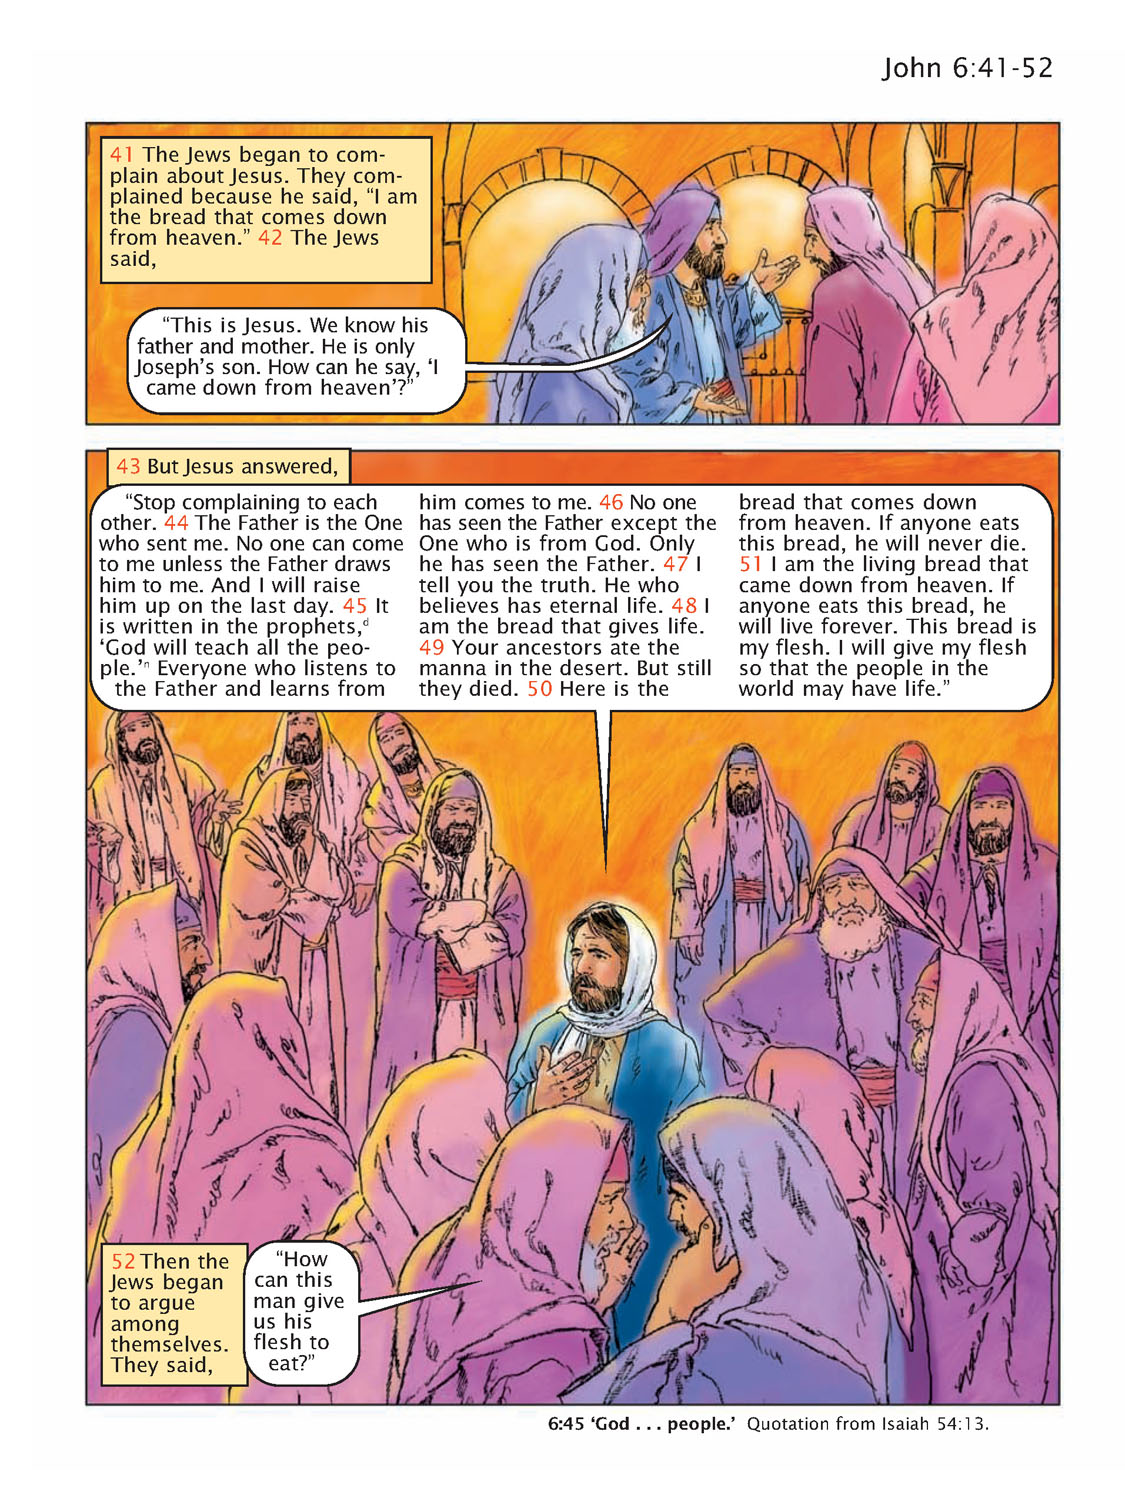 John 6:41-52
41 The Jews began to com-
plain about Jesus. They com-
plained because he said, “I am
the bread that comes down
from heaven.” 42 The Jews
said,
“This is Jesus. We know his
father and mother. He is only
Joseph’s son. How can he say, ‘I
came down from heaven’?”
43 But Jesus answered,
“Stop complaining to each
other. 44 The Father is the One
who sent me. No one can come
to me unless the Father draws
him to me. And I will raise
him up on the last day. 45 It
is written in the prophets,d
‘God will teach all the peo-
ple.’n Everyone who listens to
the Father and learns from
him comes to me. 46 No one
has seen the Father except the
One who is from God. Only
he has seen the Father. 47 I
tell you the truth. He who
believes has eternal life. 48 I
am the bread that gives life.
49 Your ancestors ate the
manna in the desert. But still
they died. 50 Here is the
bread that comes down
from heaven. If anyone eats
this bread, he will never die.
51 I am the living bread that
came down from heaven. If
anyone eats this bread, he
will live forever. This bread is
my flesh. I will give my flesh
so that the people in the
world may have life.”
52 Then the
Jews began
to argue
among
themselves.
They said,
“How
can this
man give
us his
flesh to
eat?”
6:45 ‘God . . . people.’ Quotation from Isaiah 54:13.